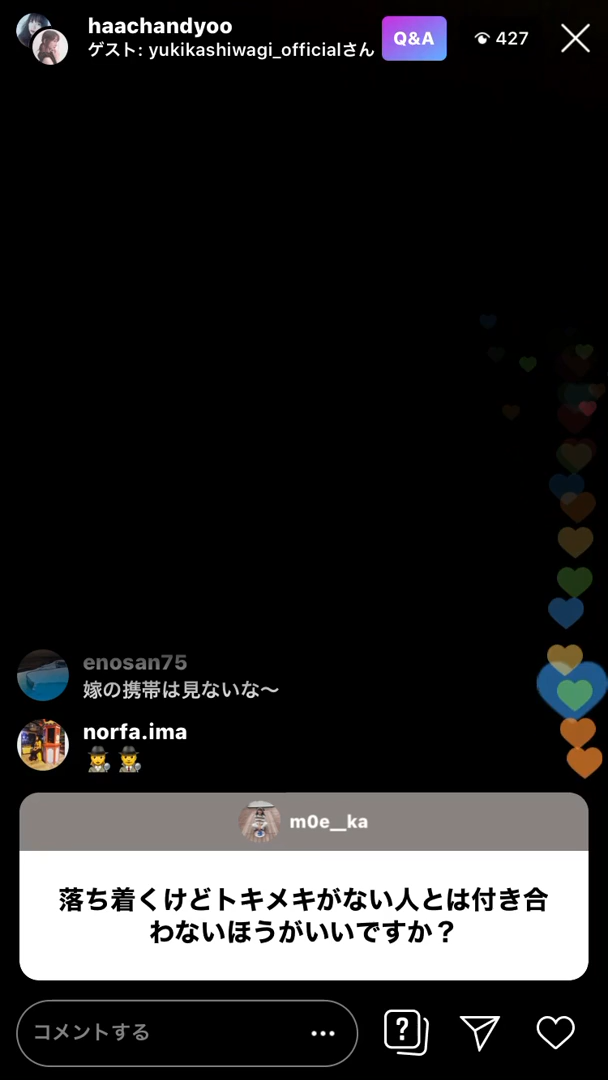 haachandyoo
ゲスト: yukikashiwagi_officialさん
Q&A
427
enosan75
嫁の携帯は見ないな〜
norfa.ima
🕵️🕵️
m0e__ka
落ち着くけどトキメキがない人とは付き合
わないほうがいいですか？
コメントする